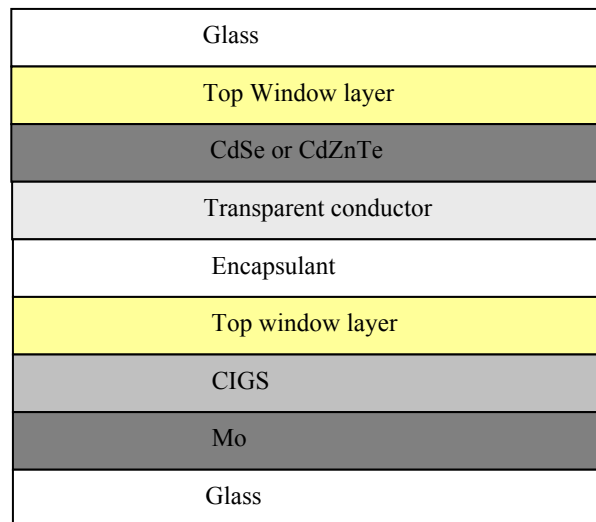 Glass
Top Window layer
CdSe or CdZnTe
Transparent conductor
Encapsulant
Top window layer
CIGS
Mo
Glass